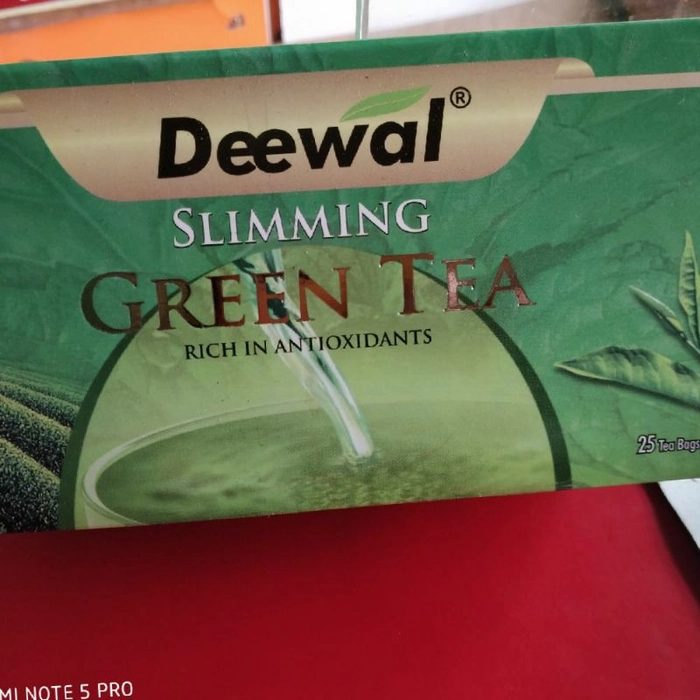 Deewal®
SLIMMING
GREEN TEA
RICH IN ANTIOXIDANTS
25 Tea Bags
MI NOTE 5 PRO